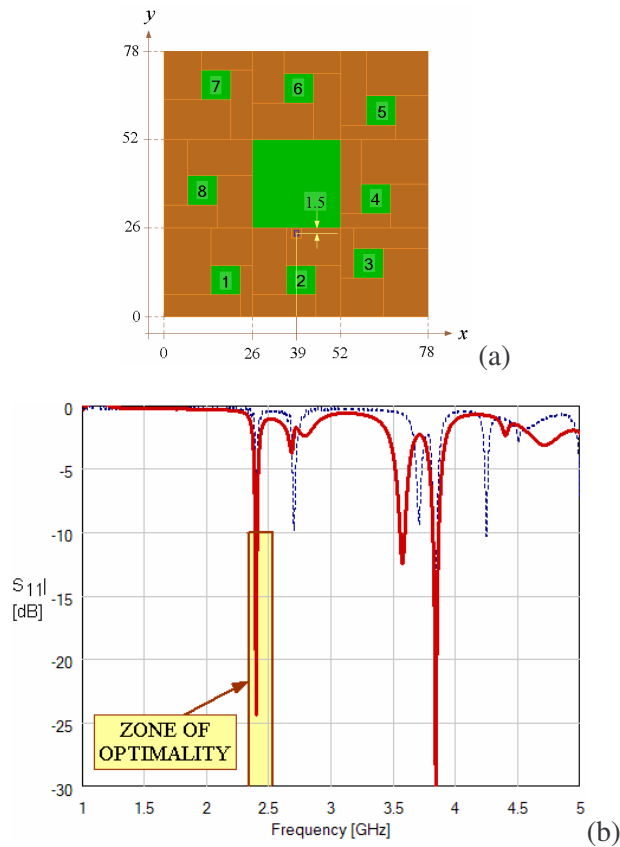 y
78
7
6
5
52
8
4
1.5
26
3
1
2
0
x
0 26 39 52 78
(a)
0
-5
-10
S11|
[dB]
-15
-20
ZONE OF
OPTIMALITY
-25
-30
1 1.5 2 2.5 3 3.5 4 4.5 5
Frequency [GHz]
(b)